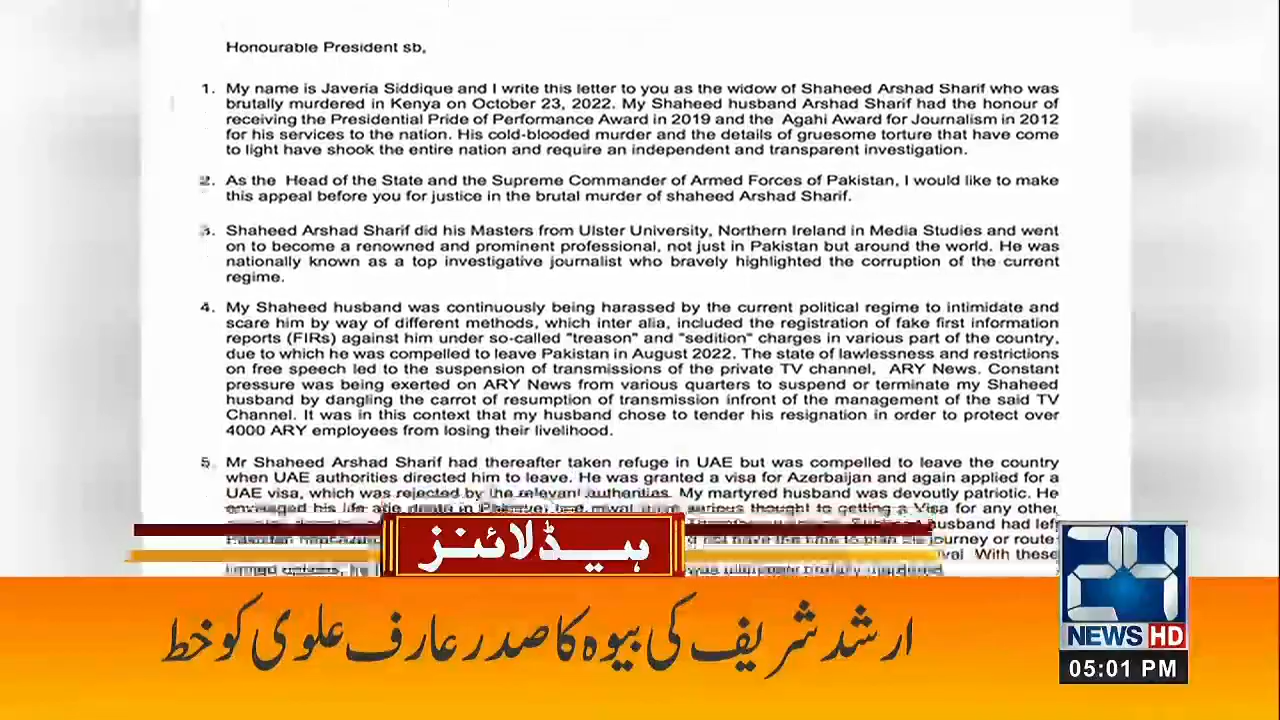 Honourable President sb,
1. My name is Javeria Siddique and I write this letter to you as the widow of Shaheed Arshad Sharif who was
brutally murdered in Kenya on October 23, 2022. My Shaheed husband Arshad Sharif had the honour of
receiving the Presidential Pride of Performance Award in 2019 and the Agahi Award for Journalism in 2012
for his services to the nation. His cold-blooded murder and the details of gruesome torture that have come
to light have shook the entire nation and require an independent and transparent investigation.
2. As the Head of the State and the Supreme Commander of Armed Forces of Pakistan, I would like to make
this appeal before you for justice in the brutal murder of shaheed Arshad Sharif.
3. Shaheed Arshad Sharif did his Masters from Ulster University, Northern Ireland in Media Studies and went
on to become a renowned and prominent professional, not just in Pakistan but around the world. He was
nationally known as a top investigative journalist who bravely highlighted the corruption of the current
regime.
4. My Shaheed husband was continuously being harassed by the current political regime to intimidate and
scare him by way of different methods, which inter alia, included the registration of fake first information
reports (FIRs) against him under so-called "treason" and "sedition" charges in various part of the country,
due to which he was compelled to leave Pakistan in August 2022. The state of lawlessness and restrictions
on free speech led to the suspension of transmissions of the private TV channel, ARY News. Constant
pressure was being exerted on ARY News from various quarters to suspend or terminate my Shaheed
husband by dangling the carrot of resumption of transmission infront of the management of the said TV
Channel. It was in this context that my husband chose to tender his resignation in order to protect over
4000 ARY employees from losing their livelihood.
5. Mr Shaheed Arshad Sharif had thereafter taken refuge in UAE but was compelled to leave the country
when UAE authorities directed him to leave. He was granted a visa for Azerbaijan and again applied for a
UAE visa, which was rejected by the relevant authorities. My martyred husband was devoutly patriotic. He
thought to getting a Visa for any other
husband had left
journey or route
With these
ہیڈلائنز
ارشد شریف کی بیوہ کا صدر عارف علوی کو خط
24
NEWS HD
05:01 PM